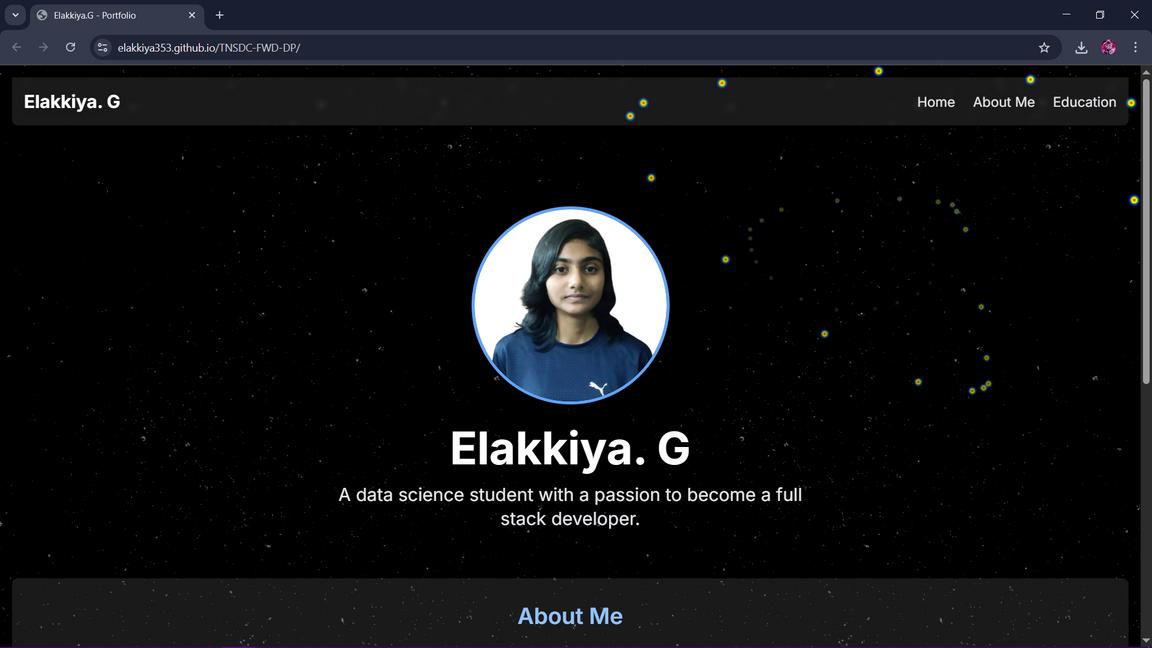 Elakkiya.G - Portfolio
elakkiya353.github.io/TNSDC-FWD-DP/
Elakkiya. G
Home About Me Education
Elakkiya. G
A data science student with a passion to become a full
stack developer.
About Me